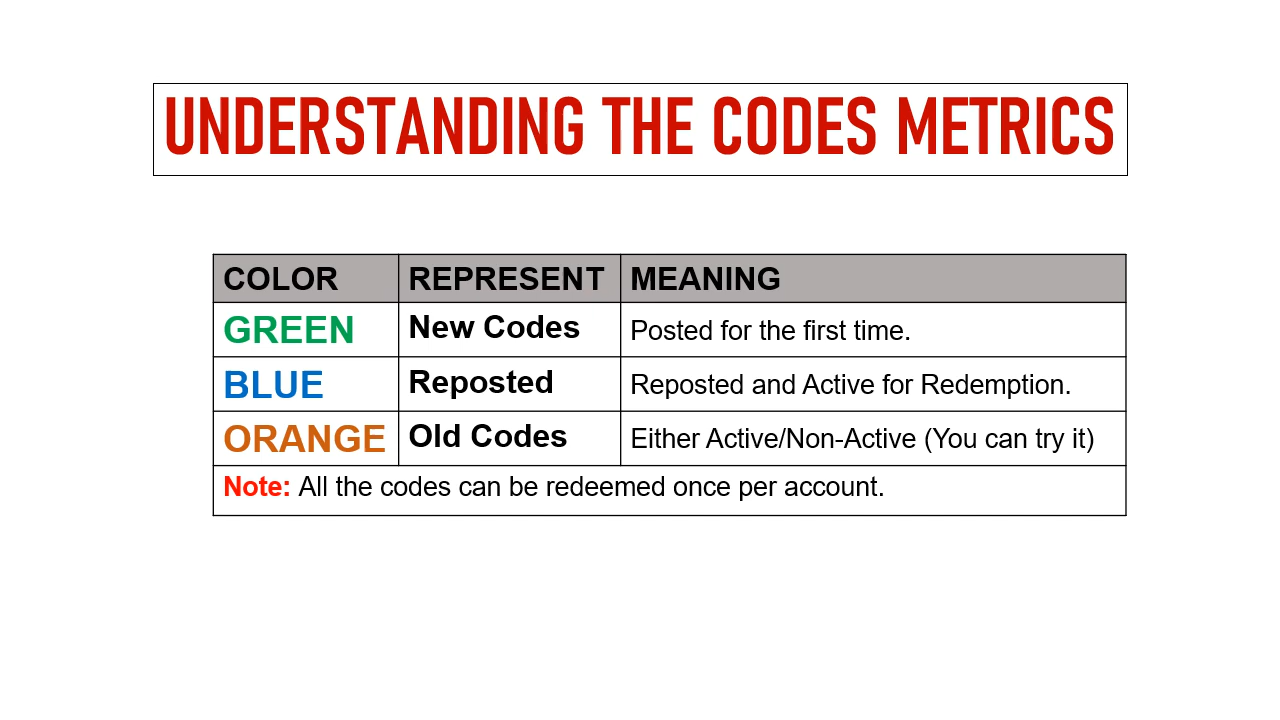 UNDERSTANDING THE CODES METRICS
COLOR REPRESENT MEANING
GREEN New Codes Posted for the first time.
BLUE Reposted Reposted and Active for Redemption.
ORANGE Old Codes Either Active/Non-Active (You can try it)
Note: All the codes can be redeemed once per account.